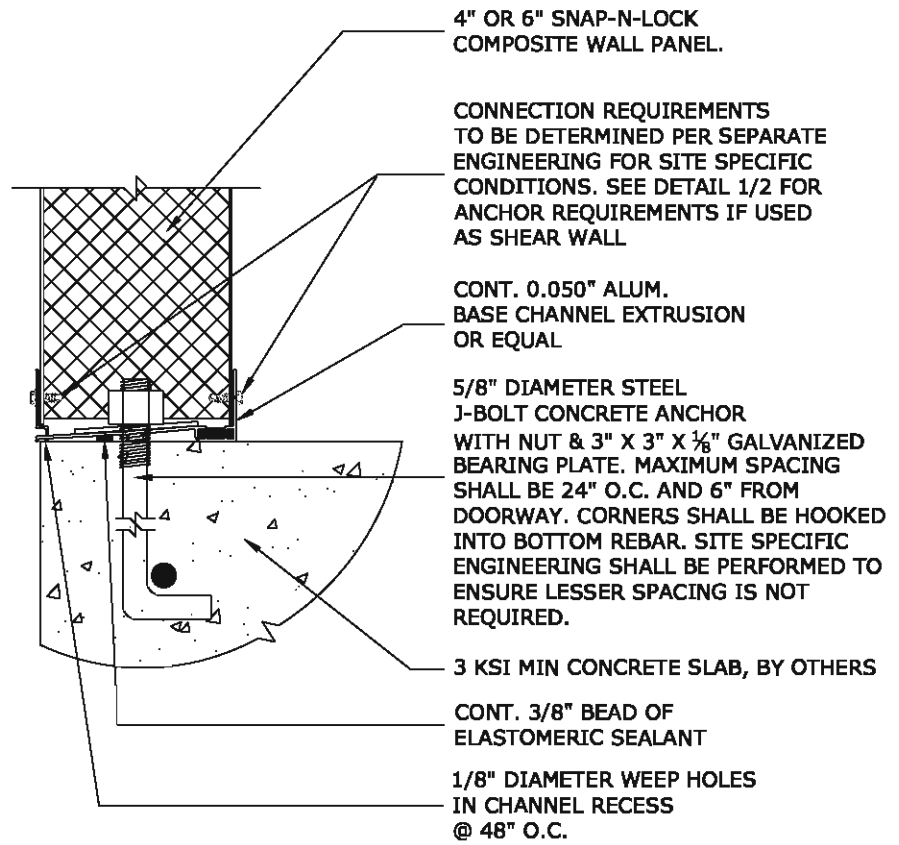 4" OR 6" SNAP-N-LOCK
COMPOSITE WALL PANEL.
CONNECTION REQUIREMENTS
TO BE DETERMINED PER SEPARATE
ENGINEERING FOR SITE SPECIFIC
CONDITIONS. SEE DETAIL 1/2 FOR
ANCHOR REQUIREMENTS IF USED
AS SHEAR WALL
CONT. 0.050" ALUM.
BASE CHANNEL EXTRUSION
OR EQUAL
5/8" DIAMETER STEEL
J-BOLT CONCRETE ANCHOR
WITH NUT & 3" X 3" X ⅛" GALVANIZED
BEARING PLATE. MAXIMUM SPACING
SHALL BE 24" O.C. AND 6" FROM
DOORWAY. CORNERS SHALL BE HOOKED
INTO BOTTOM REBAR. SITE SPECIFIC
ENGINEERING SHALL BE PERFORMED TO
ENSURE LESSER SPACING IS NOT
REQUIRED.
3 KSI MIN CONCRETE SLAB, BY OTHERS
CONT. 3/8" BEAD OF
ELASTOMERIC SEALANT
1/8" DIAMETER WEEP HOLES
IN CHANNEL RECESS
@ 48" O.C.